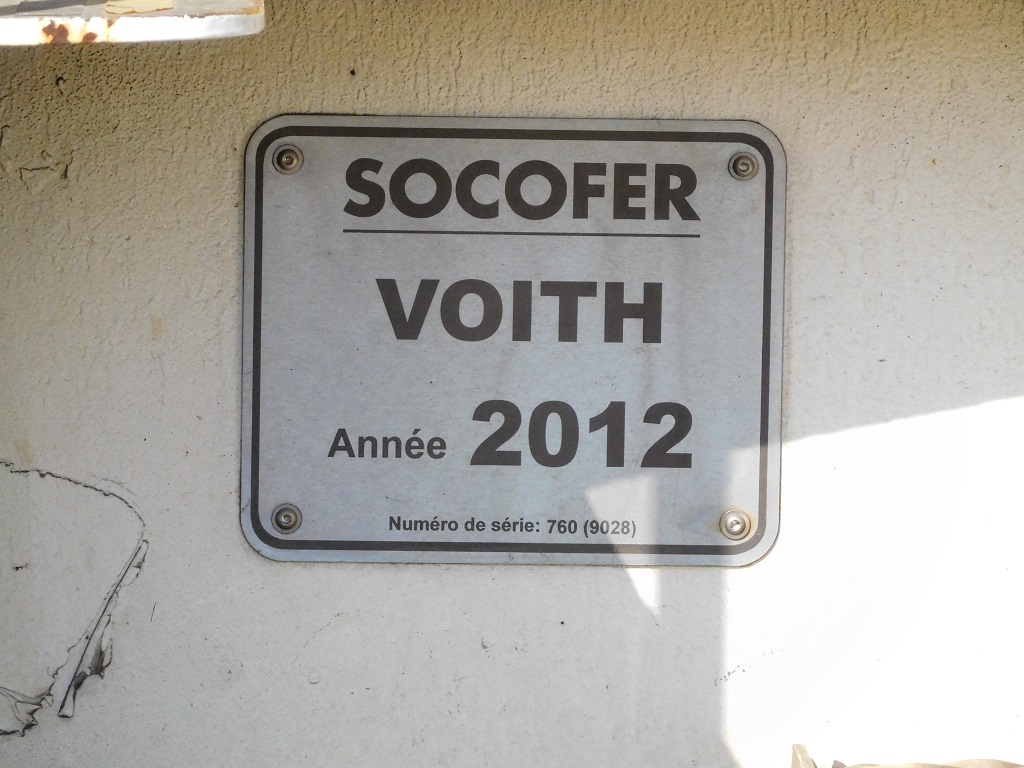 SOCOFER
VOITH
Année 2012
Numéro de série: 760 (9028)